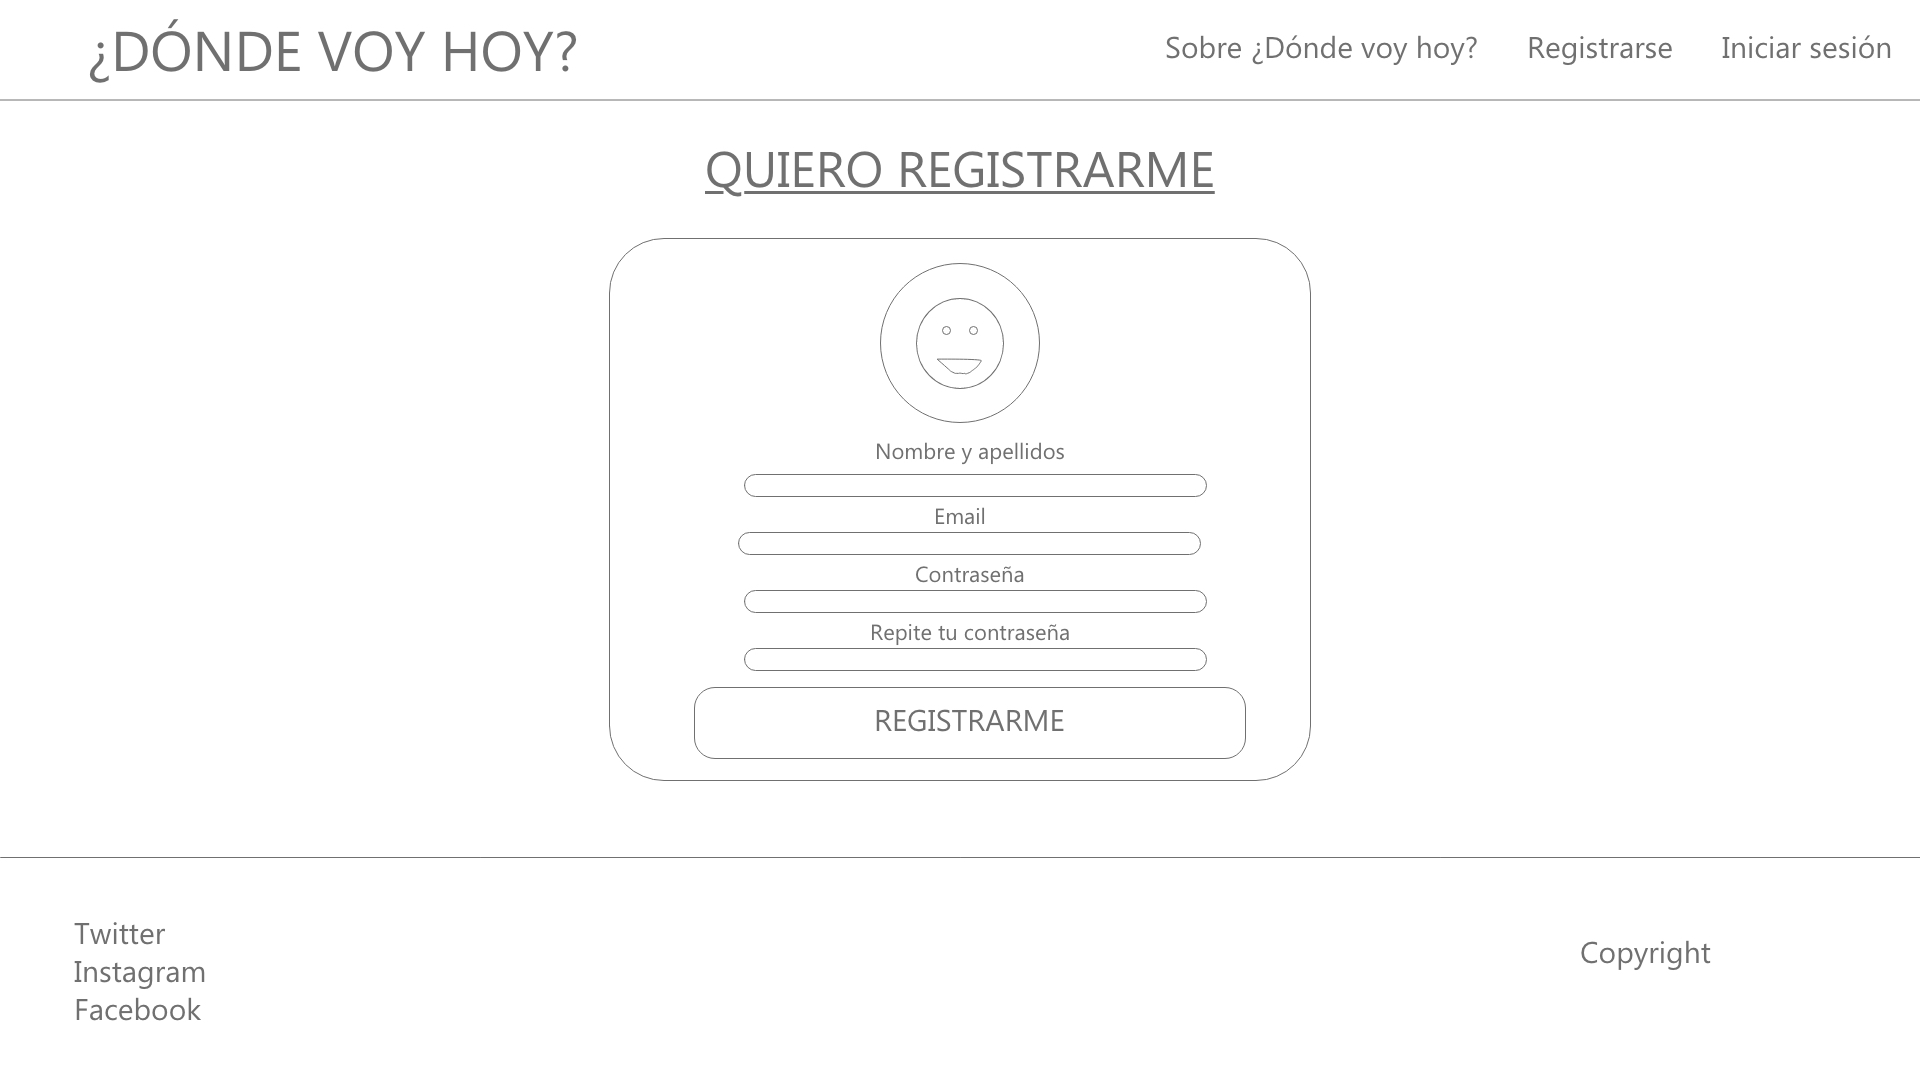 ¿DÓNDE VOY HOY?
Sobre ¿Dónde voy hoy? Registrarse Iniciar sesión
QUIERO REGISTRARME
Nombre y apellidos
Email
Contraseña
Repite tu contraseña
REGISTRARME
Twitter
Instagram
Facebook
Copyright